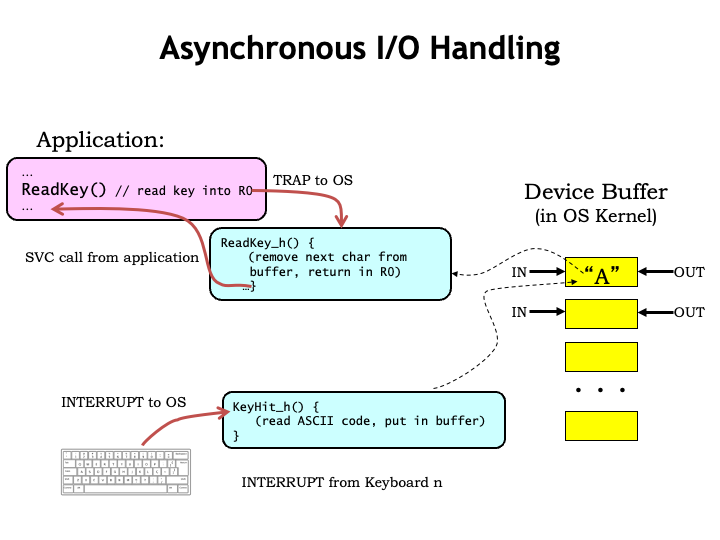 Asynchronous I/O Handling
Application:
...
ReadKey() // read key into R0
...
TRAP to OS
SVC call from application
ReadKey_h() {
(remove next char from
buffer, return in R0)
…}
Device Buffer
(in OS Kernel)
IN
“A”
OUT
IN
OUT
. . .
INTERRUPT to OS
KeyHit_h() {
(read ASCII code, put in buffer)
}
INTERRUPT from Keyboard n